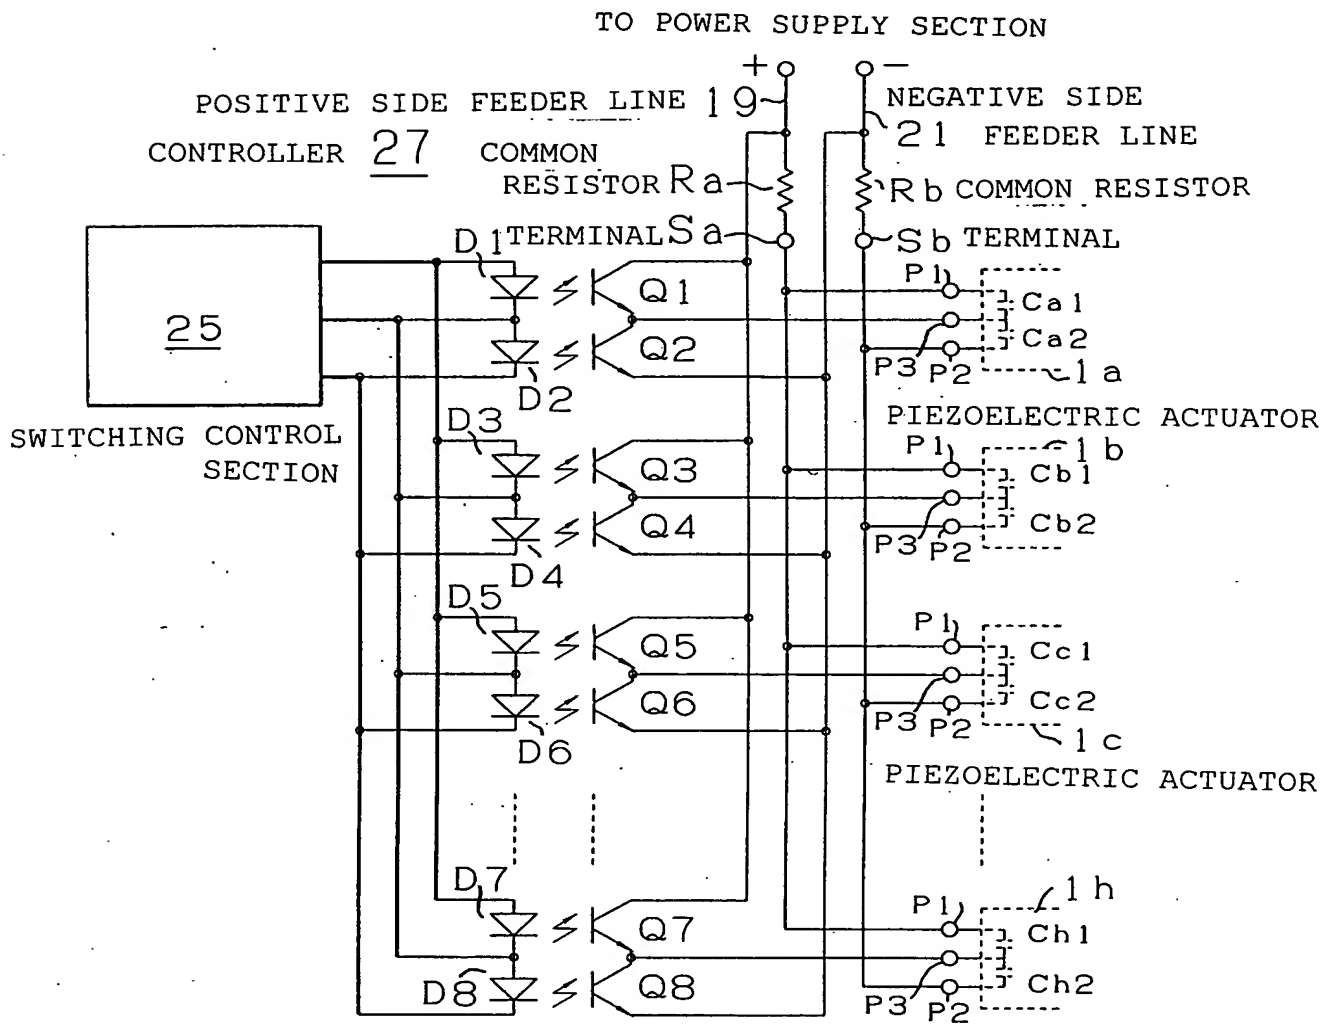 TO POWER SUPPLY SECTION
+ −
POSITIVE SIDE FEEDER LINE 19
NEGATIVE SIDE
21 FEEDER LINE
CONTROLLER 27
COMMON
RESISTOR Ra
Rb COMMON RESISTOR
D1
TERMINAL Sa
Sb TERMINAL
25
Q1
P1
Ca1
Q2
Ca2
D2
P3
P2
1a
SWITCHING CONTROL
SECTION
PIEZOELECTRIC ACTUATOR
D3
P1
1b
Q3
Cb1
Q4
Cb2
D4
P3
P2
D5
P1
Q5
Cc1
Q6
Cc2
D6
P3
P2
1c
PIEZOELECTRIC ACTUATOR
D7
P1
1h
Q7
Ch1
D8
Q8
Ch2
P3
P2